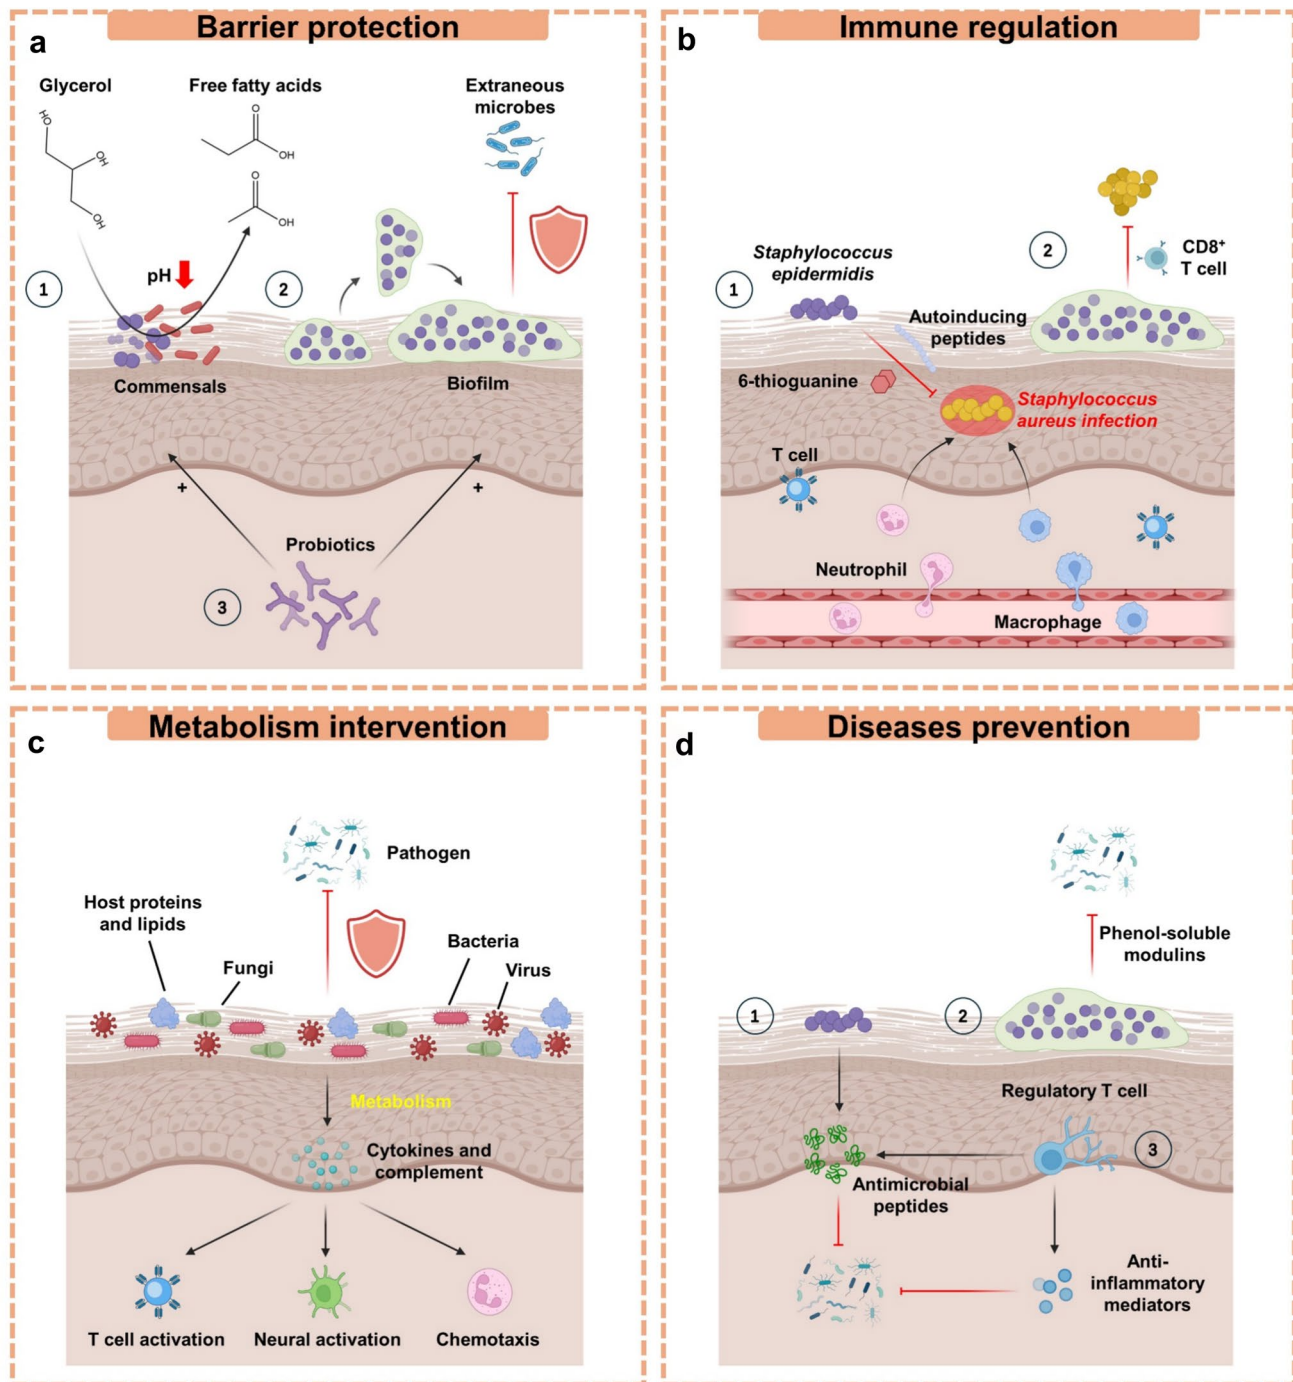 a
Barrier protection
Glycerol
Free fatty acids
Extraneous
microbes
HO
OH
OH
O
OH
O
OH
pH
1
2
Commensals
Biofilm
+
+
Probiotics
3
b
Immune regulation
2
CD8+
T cell
Staphylococcus
epidermidis
1
Autoinducing
peptides
6-thioguanine
Staphylococcus
aureus infection
T cell
Neutrophil
Macrophage
c
Metabolism intervention
Pathogen
Host proteins
and lipids
Fungi
Bacteria
Virus
Metabolism
Cytokines and
complement
T cell activation
Neural activation
Chemotaxis
d
Diseases prevention
Phenol-soluble
modulins
1
2
Regulatory T cell
3
Antimicrobial
peptides
Anti-
inflammatory
mediators